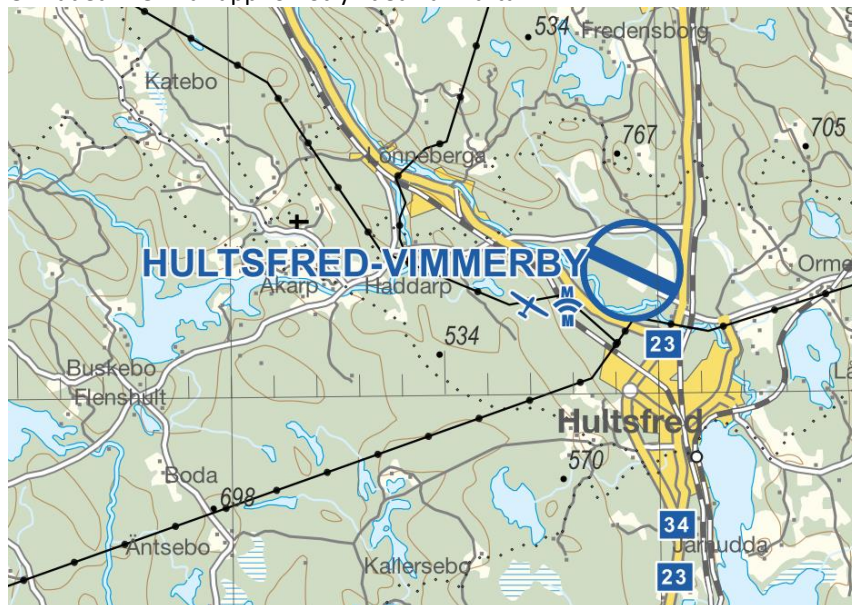 534
Fredensborg
Katebo
767
705
Lönneberga
HULTSFRED-VIMMERBY
Åkarp
Haddarp
Orme
M
M
534
23
Buskebo
Flenshult
Hultsfred
Boda
570
698
34
Äntsebo
Järnudda
Kallersebo
23